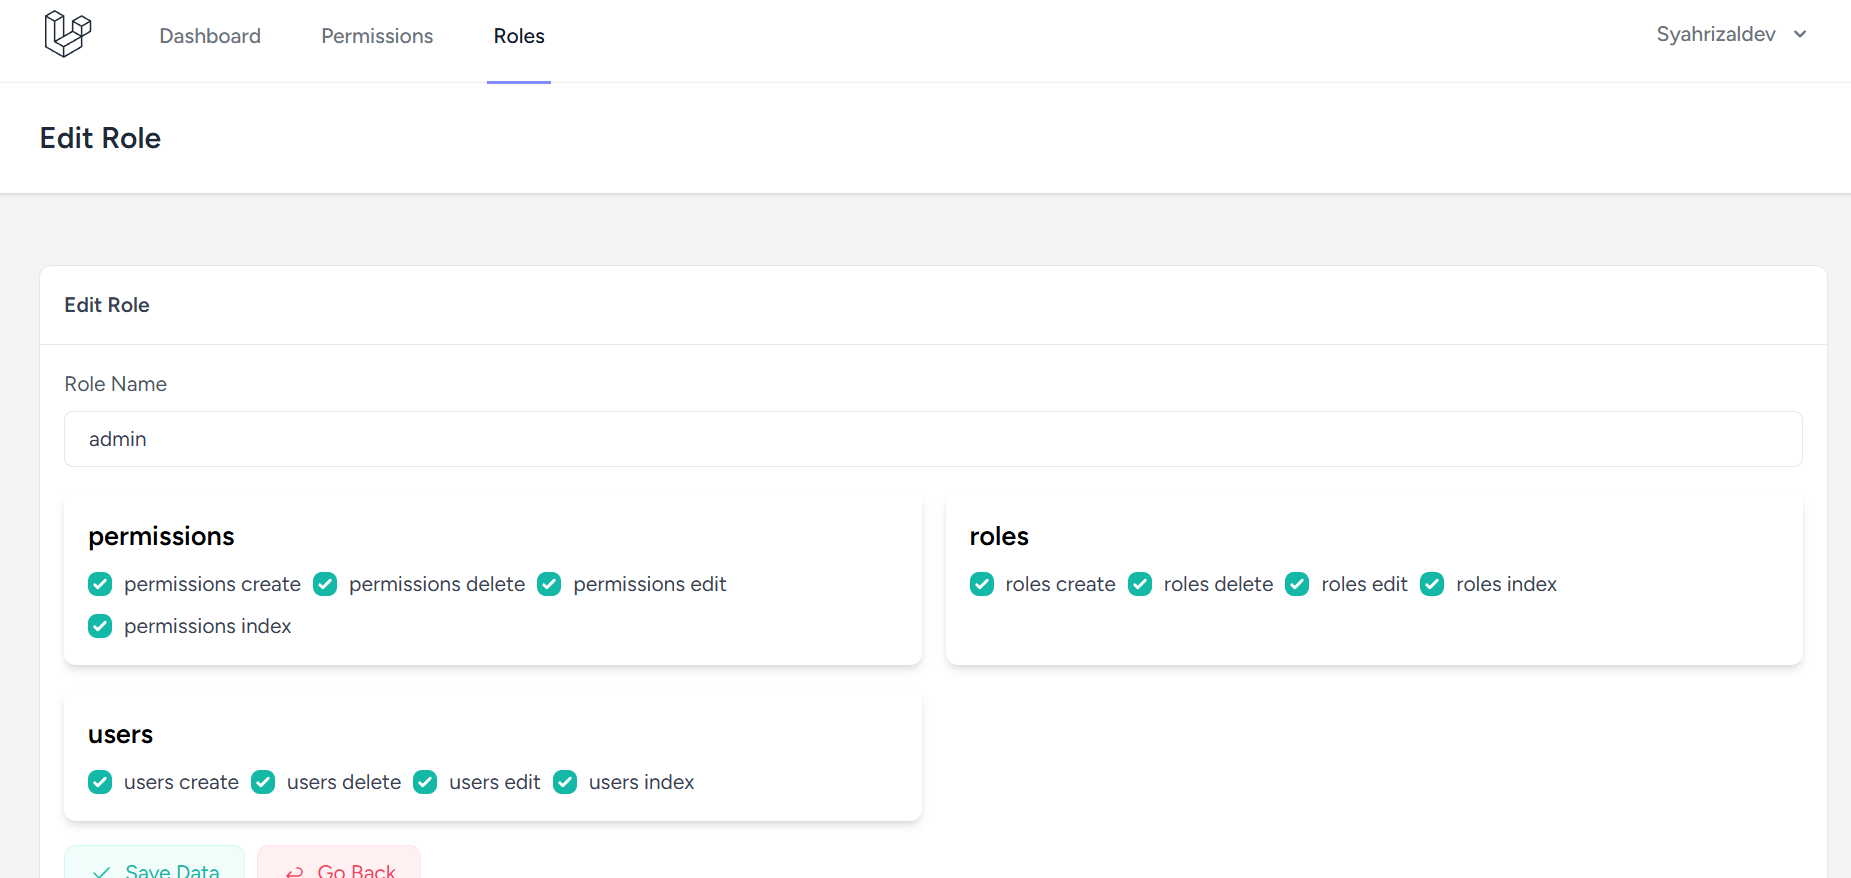 Dashboard Permissions Roles Syahrizaldev
Edit Role
Edit Role
Role Name
admin
permissions
permissions create permissions delete permissions edit
permissions index
roles
roles create roles delete roles edit roles index
users
users create users delete users edit users index
Save Data Go Back